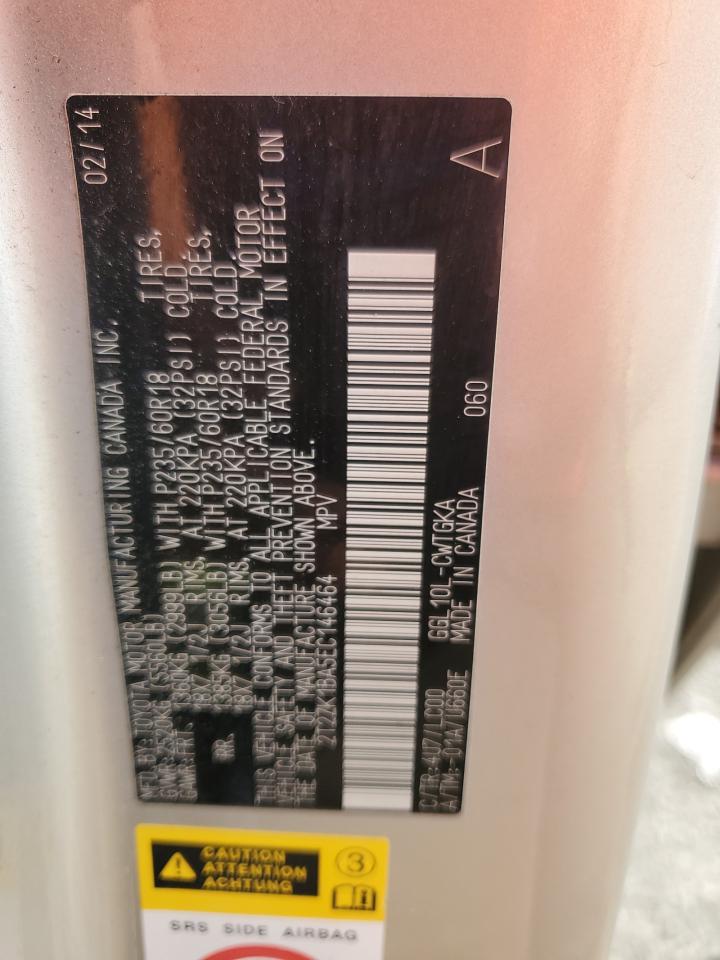 MFD BY:TOYOTA MOTOR MANUFACTURING CANADA INC. 02/14
GVWR:2520KG (5560LB)
GAWR:FRT. 1360KG (2999LB) WITH P235/60R18 TIRES,
18X7 1/2J RIMS, AT 220KPA (32PSI) COLD.
RR. 1385KG (3056LB) WITH P235/60R18 TIRES,
18X7 1/2J RIMS, AT 220KPA (32PSI) COLD.
THIS VEHICLE CONFORMS TO ALL APPLICABLE FEDERAL MOTOR
VEHICLE SAFETY AND THEFT PREVENTION STANDARDS IN EFFECT ON
THE DATE OF MANUFACTURE SHOWN ABOVE.
2T2ZK1BA5EC146464 MPV
A
C/TR:4U7/LD00 GGL10L-CWTGKA 060
A/TM:-01A/U660E MADE IN CANADA
CAUTION
ATTENTION
ACHTUNG
3
SRS SIDE AIRBAG